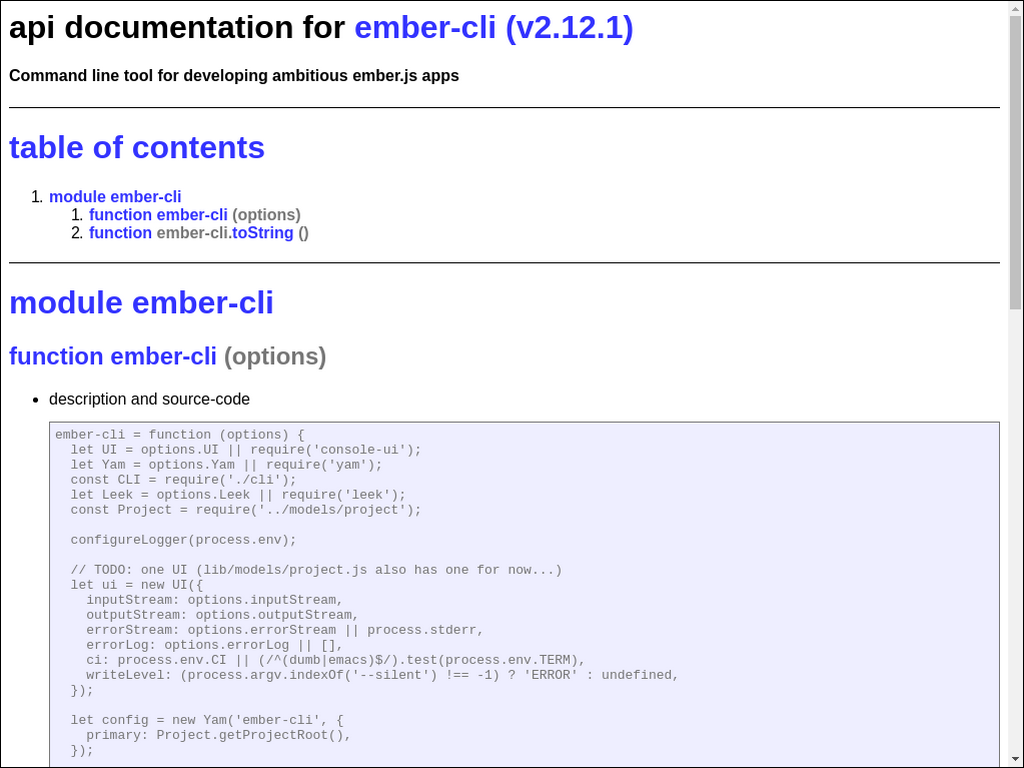 api documentation for ember-cli (v2.12.1)
Command line tool for developing ambitious ember.js apps
table of contents
1. module ember-cli
1. function ember-cli (options)
2. function ember-cli.toString ()
module ember-cli
function ember-cli (options)
• description and source-code
ember-cli = function (options) {
  let UI = options.UI || require('console-ui');
  let Yam = options.Yam || require('yam');
  const CLI = require('./cli');
  let Leek = options.Leek || require('leek');
  const Project = require('../models/project');
  configureLogger(process.env);
  // TODO: one UI (lib/models/project.js also has one for now...)
  let ui = new UI({
    inputStream: options.inputStream,
    outputStream: options.outputStream,
    errorStream: options.errorStream || process.stderr,
    errorLog: options.errorLog || [],
    ci: process.env.CI || (/^(dumb|emacs)$/).test(process.env.TERM),
    writeLevel: (process.argv.indexOf('--silent') !== -1) ? 'ERROR' : undefined,
  });
  let config = new Yam('ember-cli', {
    primary: Project.getProjectRoot(),
  });